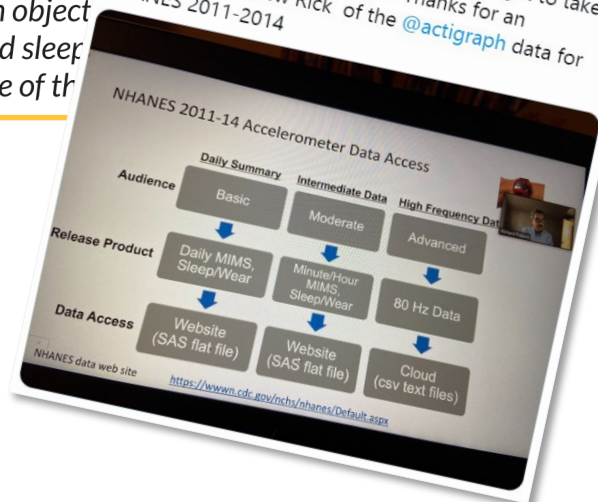 n object
d sleep
e of th
to take
Thanks for an
of the @actigraph data for
NES 2011-2014
NHANES 2011-14 Accelerometer Data Access
Daily Summary
Intermediate Data
High Frequency Dat
Audience
Basic
Moderate
Advanced
Release Product
Daily MIMS,
Sleep/Wear
Minute/Hour
MIMS,
Sleep/Wear
80 Hz Data
Data Access
Website
(SAS flat file)
Website
(SAS flat file)
Cloud
(csv text files)
NHANES data web site
https://wwwn.cdc.gov/nchs/nhanes/Default.aspx